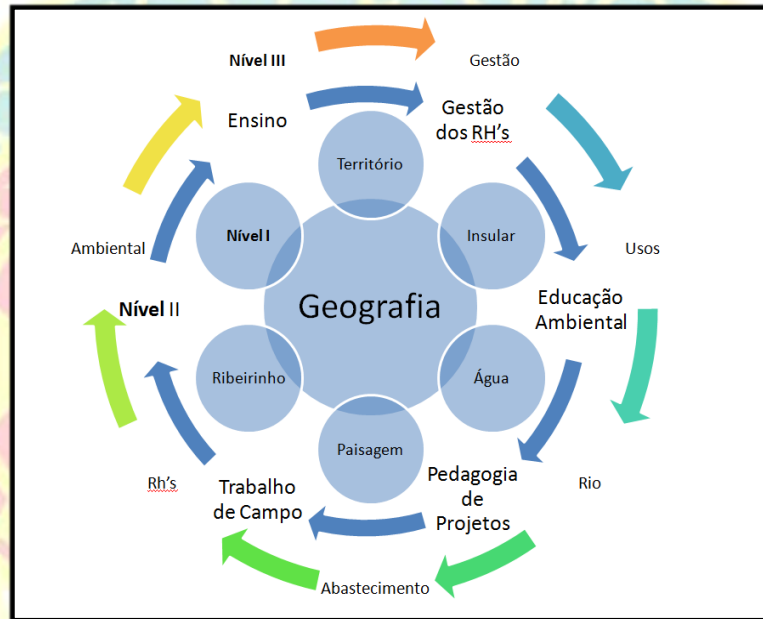 Nível III
Gestão
Ensino
Gestão
dos RH's
Território
Nível I
Insular
Ambiental
Usos
Nível II
Geografia
Educação
Ambiental
Ribeirinho
Água
Paisagem
Rh's
Trabalho
de Campo
Pedagogia
de
Projetos
Rio
Abastecimento